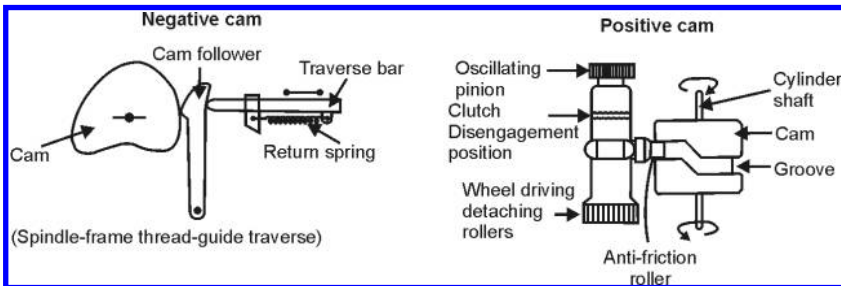 Negative cam
Cam follower
Traverse bar
Cam
Return spring
(Spindle-frame thread-guide traverse)
Positive cam
Oscillating
pinion
Clutch
Disengagement
position
Wheel driving
detaching
rollers
Cylinder
shaft
Cam
Groove
Anti-friction
roller